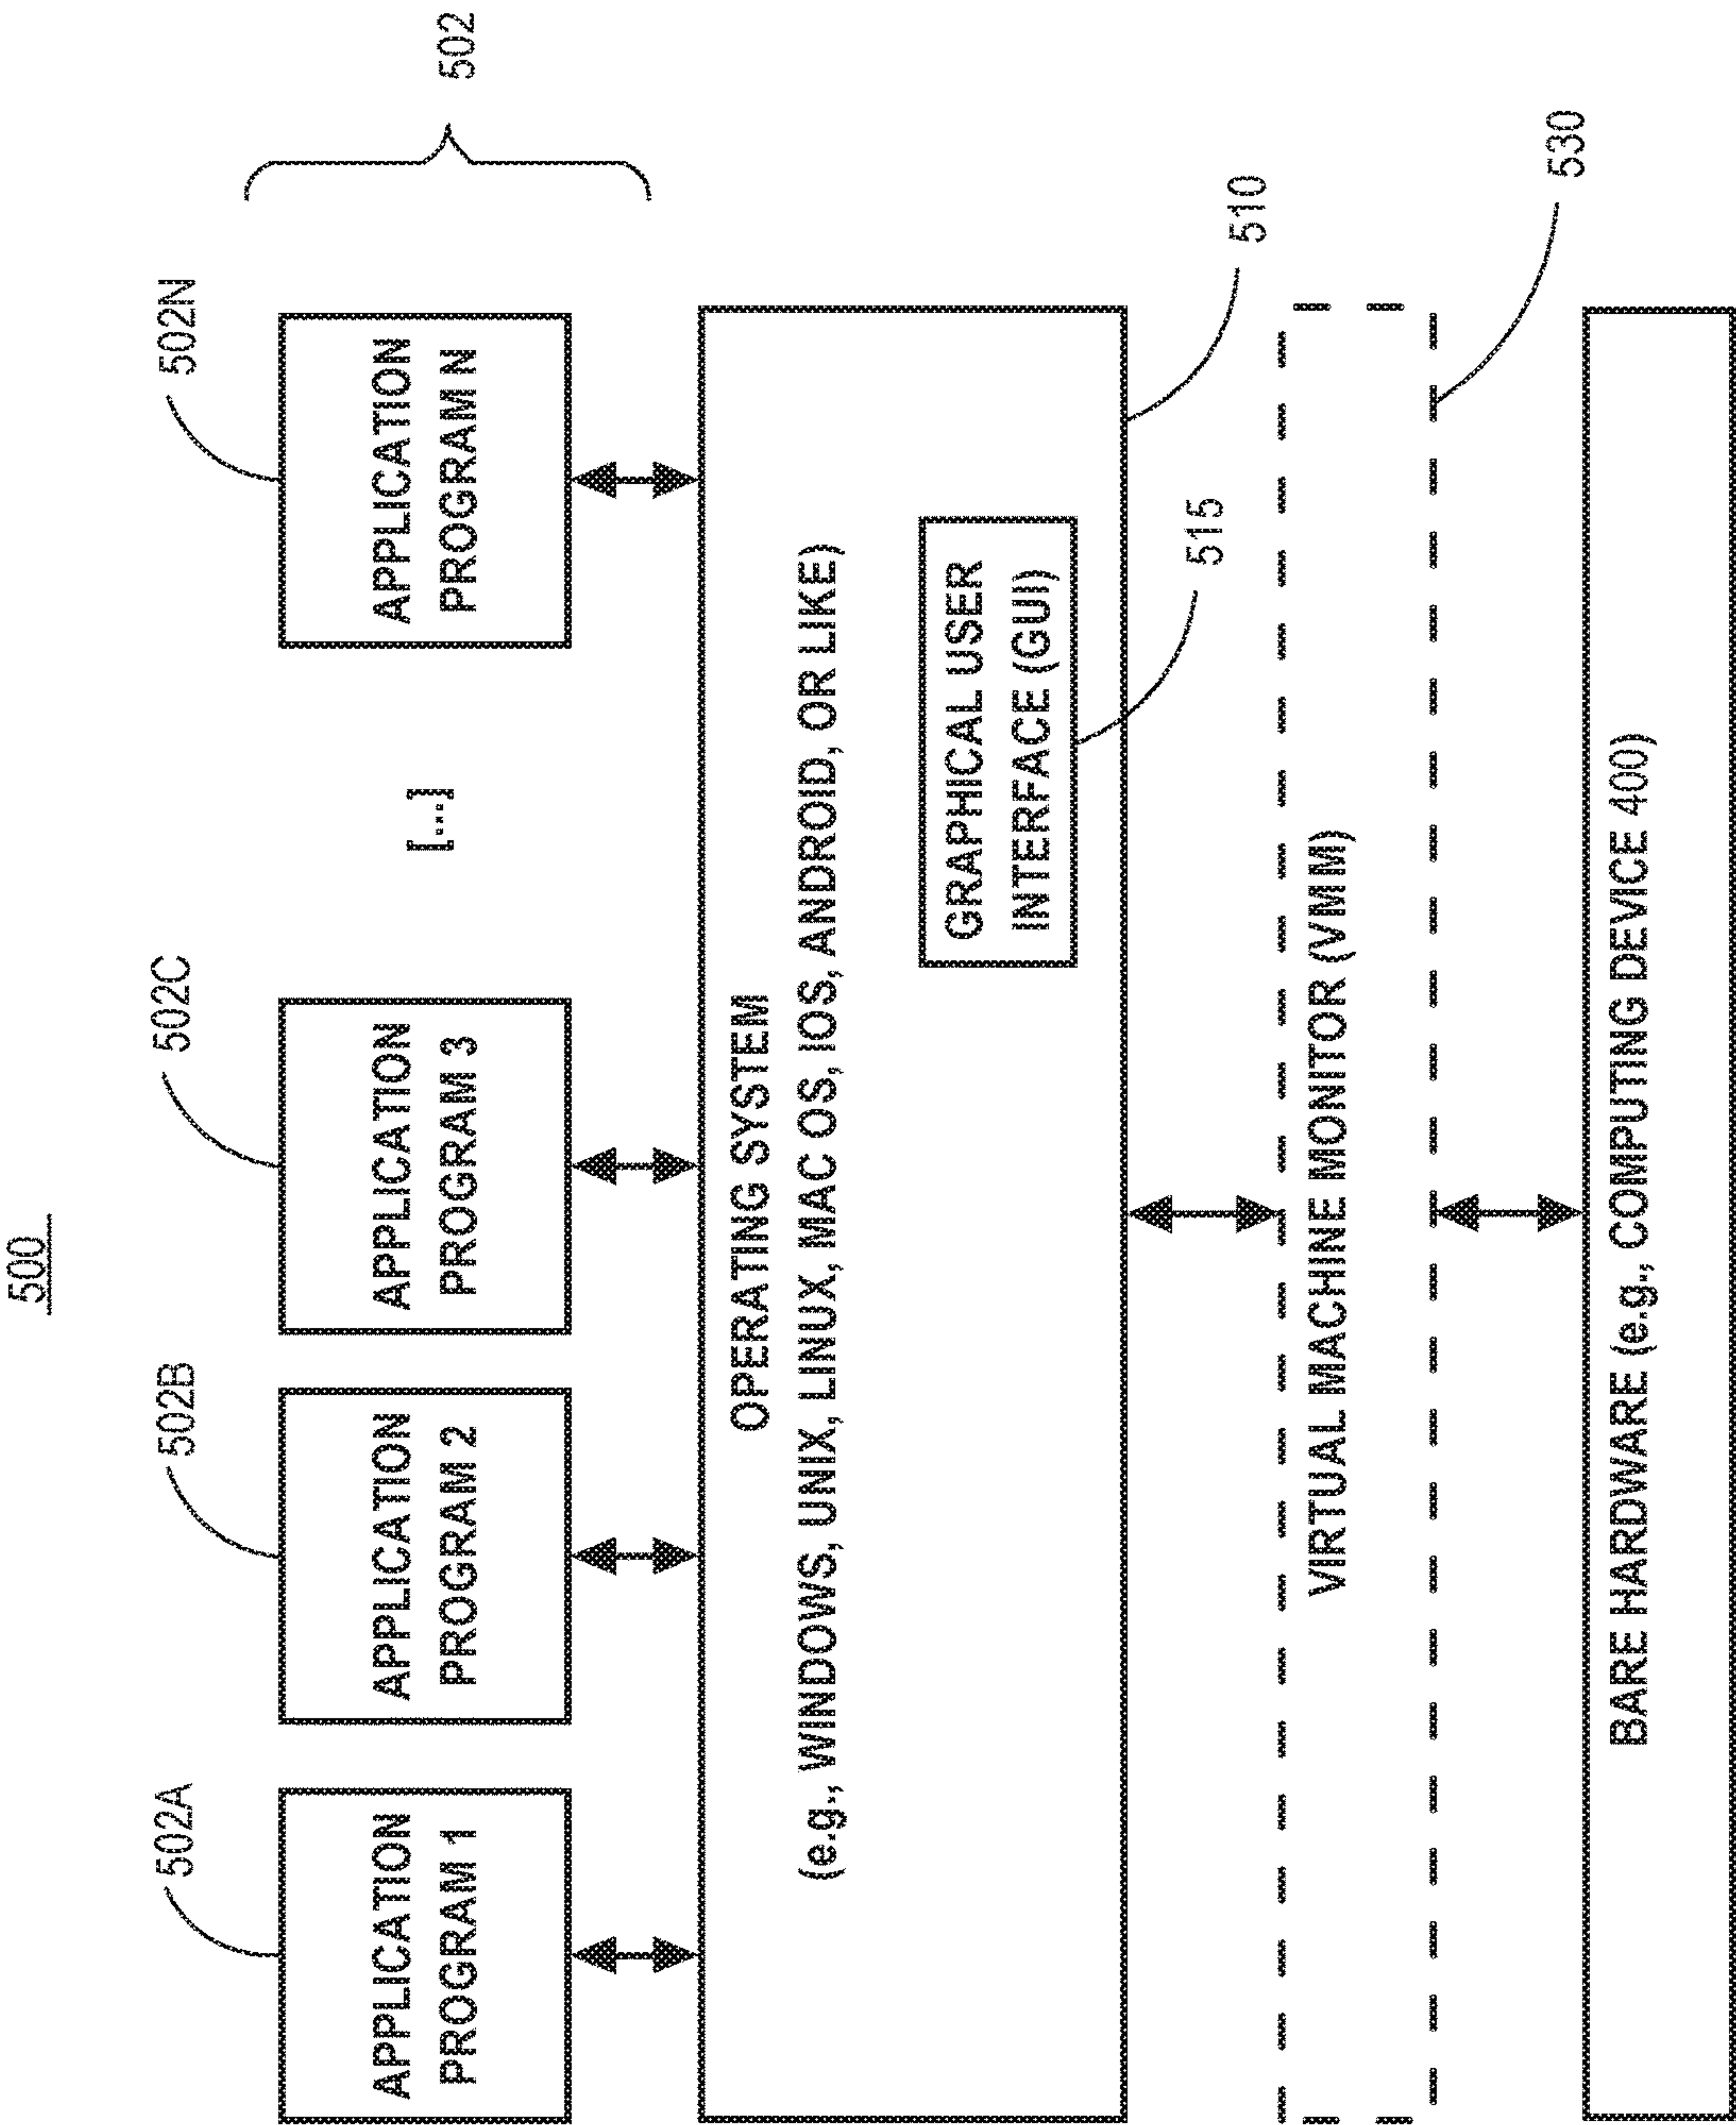 500
502A
502B
502C
502N
APPLICATION
PROGRAM 1
APPLICATION
PROGRAM 2
APPLICATION
PROGRAM 3
[...]
APPLICATION
PROGRAM N
502
OPERATING SYSTEM
(e.g., WINDOWS, UNIX, LINUX, MAC OS, IOS, ANDROID, OR LIKE)
GRAPHICAL USER
INTERFACE (GUI)
510
515
VIRTUAL MACHINE MONITOR (VMM)
530
BARE HARDWARE (e.g., COMPUTING DEVICE 400)